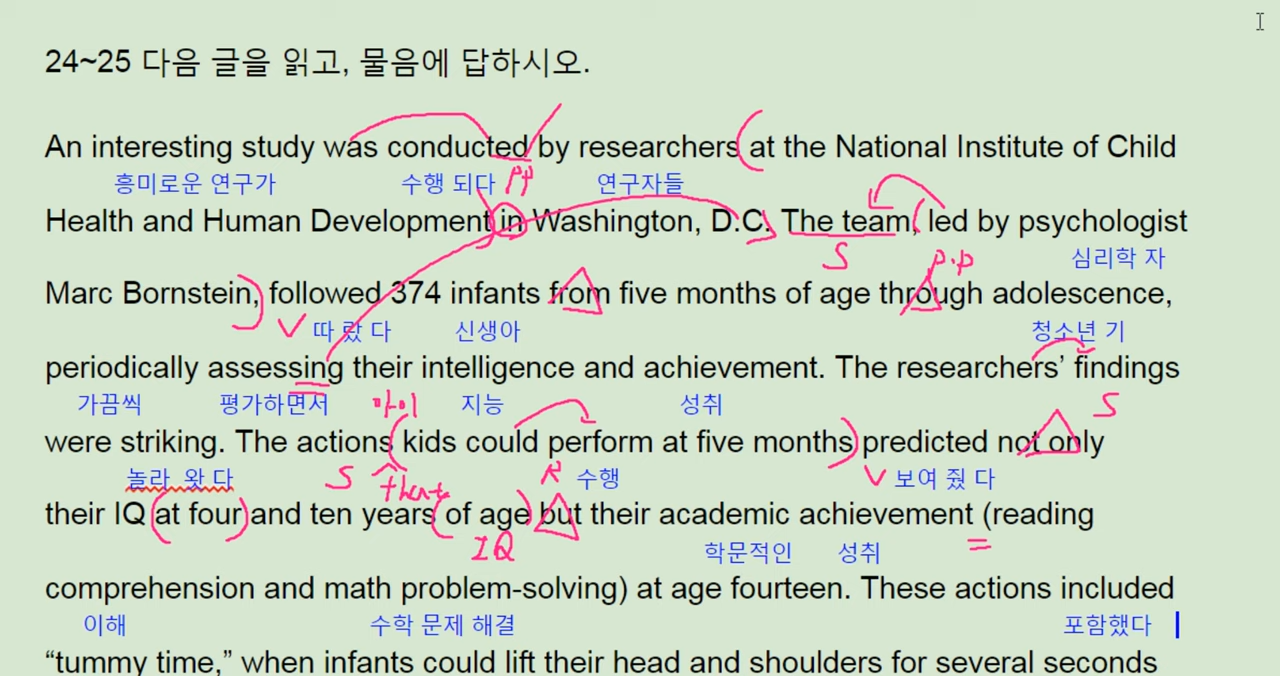 24~25 다음 글을 읽고, 물음에 답하시오.
An interesting study was conducted by researchers at the National Institute of Child
흥미로운 연구가 수행 되다 pp 연구자들
Health and Human Development in Washington, D.C. The team, led by psychologist
S p.p 심리학 자
Marc Bornstein, followed 374 infants from five months of age through adolescence,
V 따 랐 다 신생아 청소년 기
periodically assessing their intelligence and achievement. The researchers’ findings
가끔씩 평가하면서 아이 지능 성취 S
were striking. The actions kids could perform at five months predicted not only
놀라 왓 다 S that R 수행 V 보여 줬 다
their IQ at four and ten years of age but their academic achievement (reading
IQ 학문적인 성취 =
comprehension and math problem-solving) at age fourteen. These actions included
이해 수학 문제 해결 포함했다
“tummy time,” when infants could lift their head and shoulders for several seconds